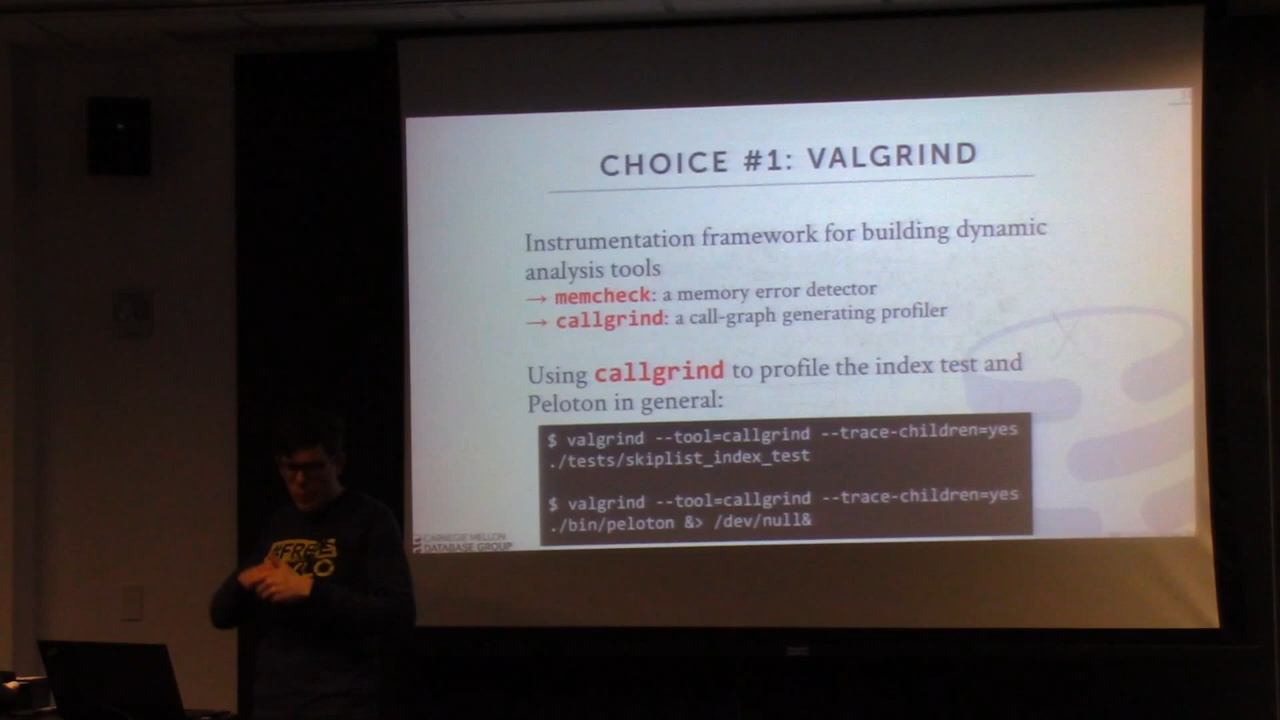 CHOICE #1: VALGRIND
Instrumentation framework for building dynamic
analysis tools
→ memcheck: a memory error detector
→ callgrind: a call-graph generating profiler
Using callgrind to profile the index test and
Peloton in general:
$ valgrind --tool=callgrind --trace-children=yes
./tests/skiplist_index_test
$ valgrind --tool=callgrind --trace-children=yes
./bin/peloton &> /dev/null&
CARNEGIE MELLON
DATABASE GROUP
#FREE